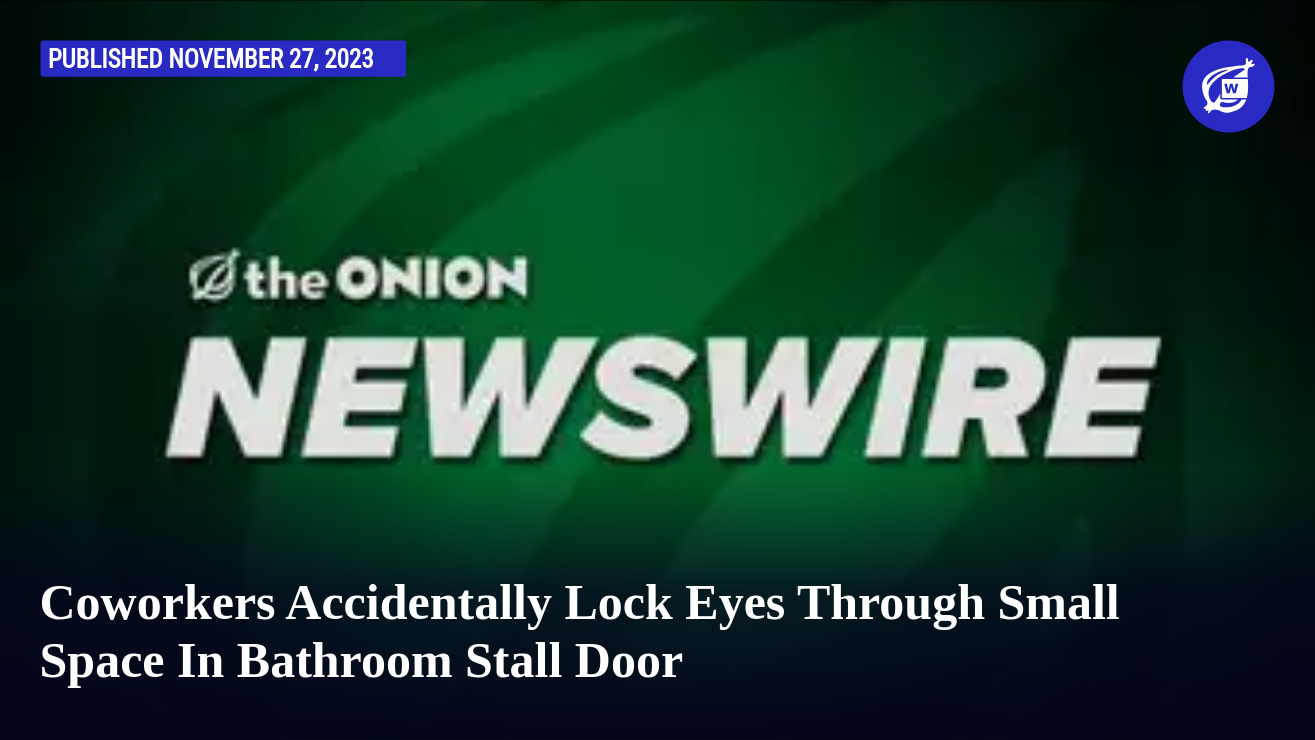 PUBLISHED NOVEMBER 27, 2023
W
the ONION
NEWSWIRE
Coworkers Accidentally Lock Eyes Through Small
Space In Bathroom Stall Door